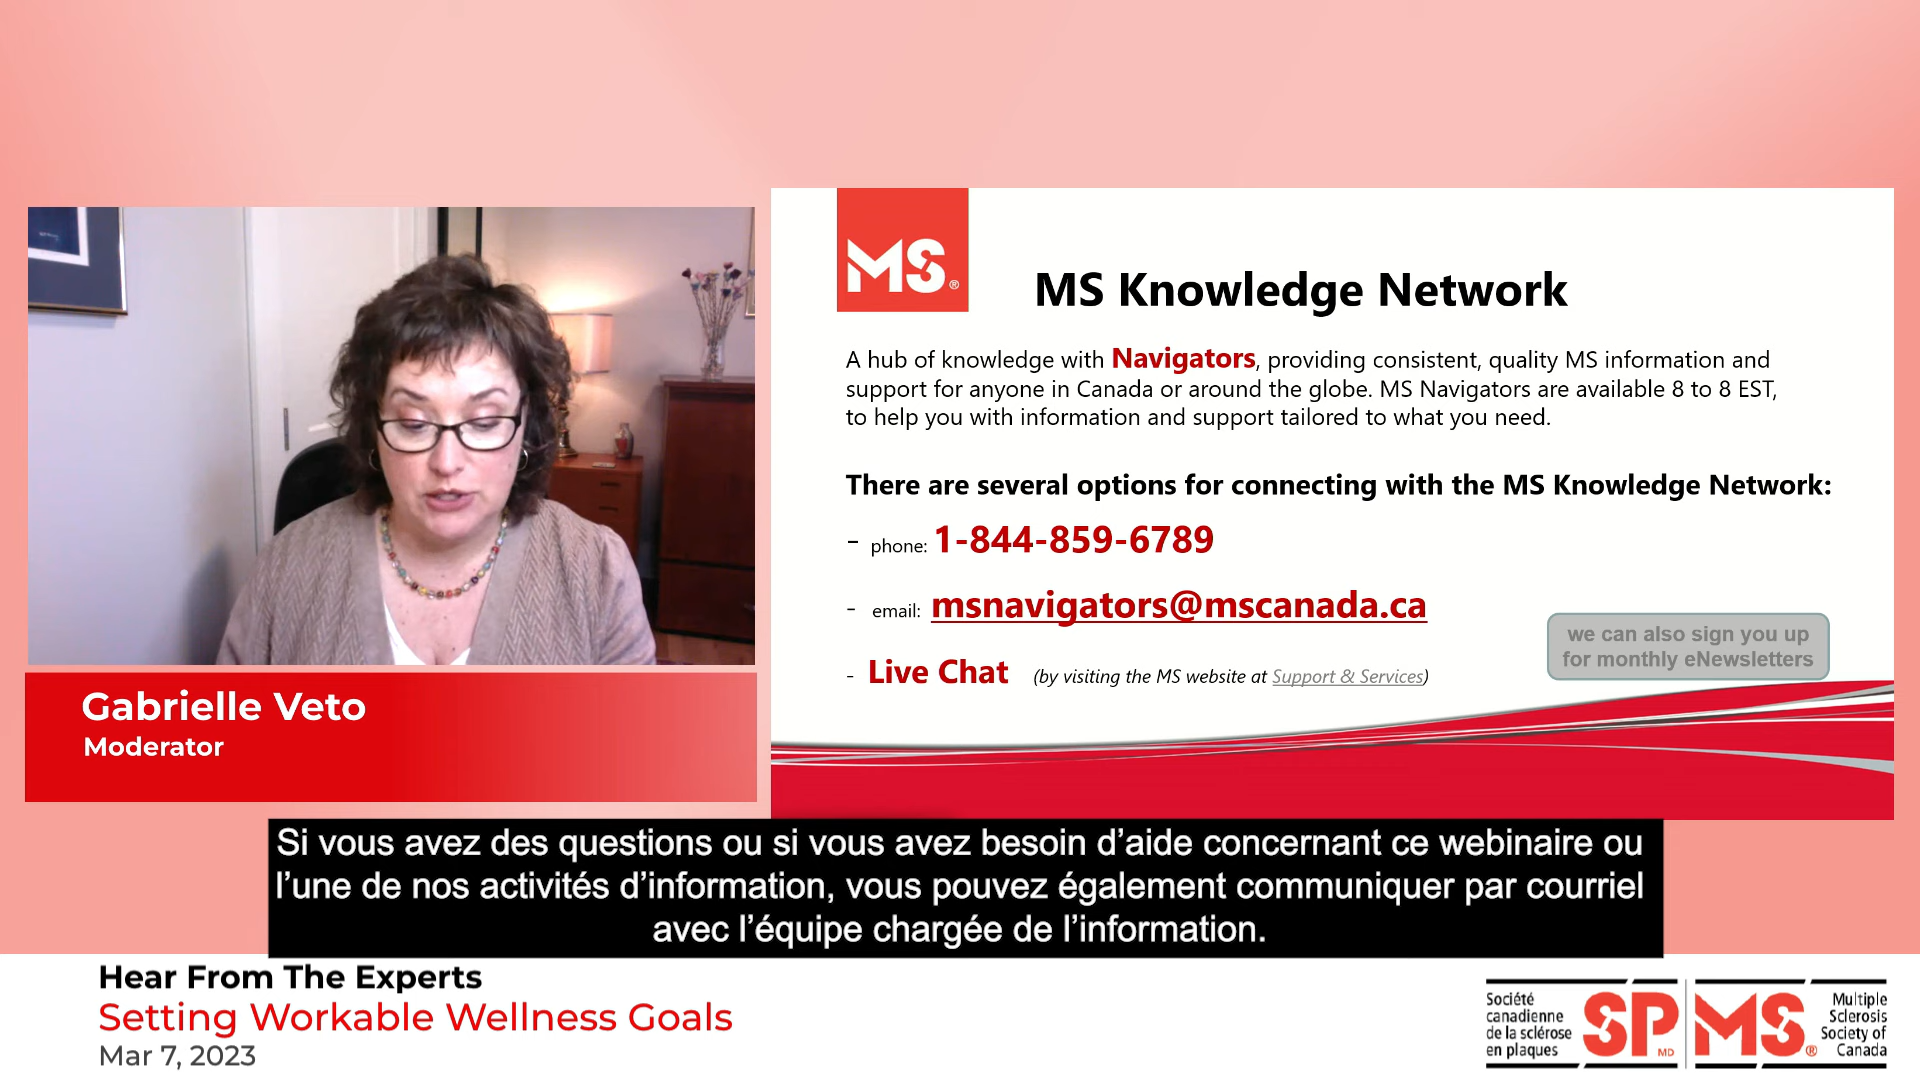 MS®
MS Knowledge Network
A hub of knowledge with Navigators, providing consistent, quality MS information and
support for anyone in Canada or around the globe. MS Navigators are available 8 to 8 EST,
to help you with information and support tailored to what you need.
There are several options for connecting with the MS Knowledge Network:
- phone: 1-844-859-6789
- email: msnavigators@mscanada.ca
- Live Chat (by visiting the MS website at Support & Services)
we can also sign you up
for monthly eNewsletters
Gabrielle Veto
Moderator
Si vous avez des questions ou si vous avez besoin d’aide concernant ce webinaire ou
l’une de nos activités d’information, vous pouvez également communiquer par courriel
avec l’équipe chargée de l’information.
Hear From The Experts
Setting Workable Wellness Goals
Mar 7, 2023
Société
canadienne
de la sclérose
en plaques
SP MD
MS®
Multiple
Sclerosis
Society of
Canada